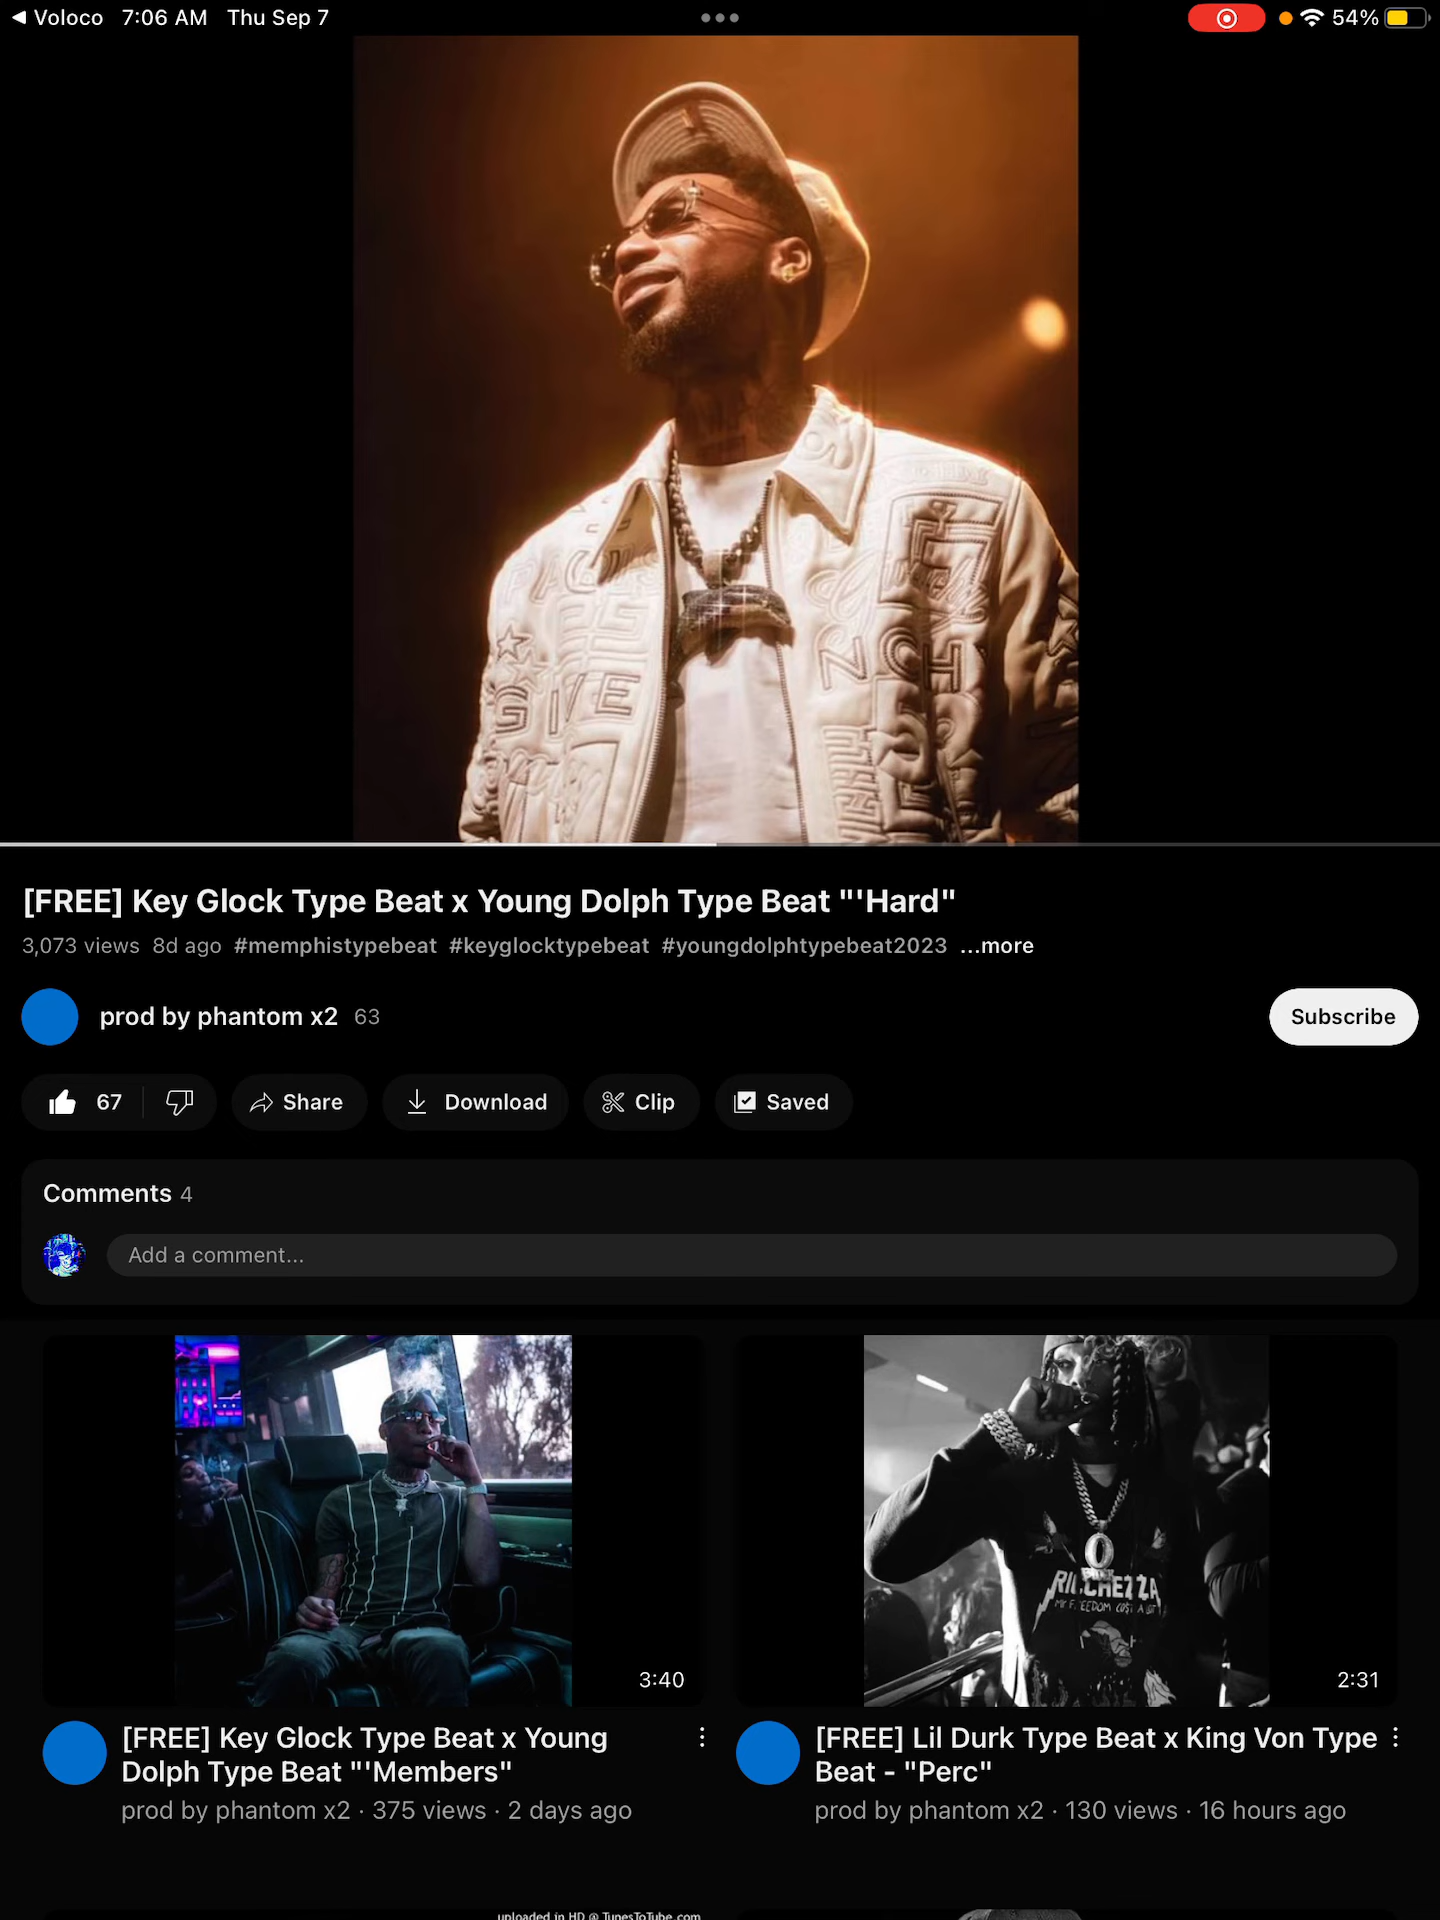 ◀ Voloco 7:06 AM Thu Sep 7 54%
GIVE
NCH
[FREE] Key Glock Type Beat x Young Dolph Type Beat "'Hard"
3,073 views 8d ago #memphistypebeat #keyglocktypebeat #youngdolphtypebeat2023 ...more
prod by phantom x2 63
Subscribe
67 Share Download Clip Saved
Comments 4
Add a comment...
3:40
2:31
[FREE] Key Glock Type Beat x Young
Dolph Type Beat "'Members"
prod by phantom x2 · 375 views · 2 days ago
[FREE] Lil Durk Type Beat x King Von Type
Beat - "Perc"
prod by phantom x2 · 130 views · 16 hours ago
uploaded in HD @ TunesToTube.com